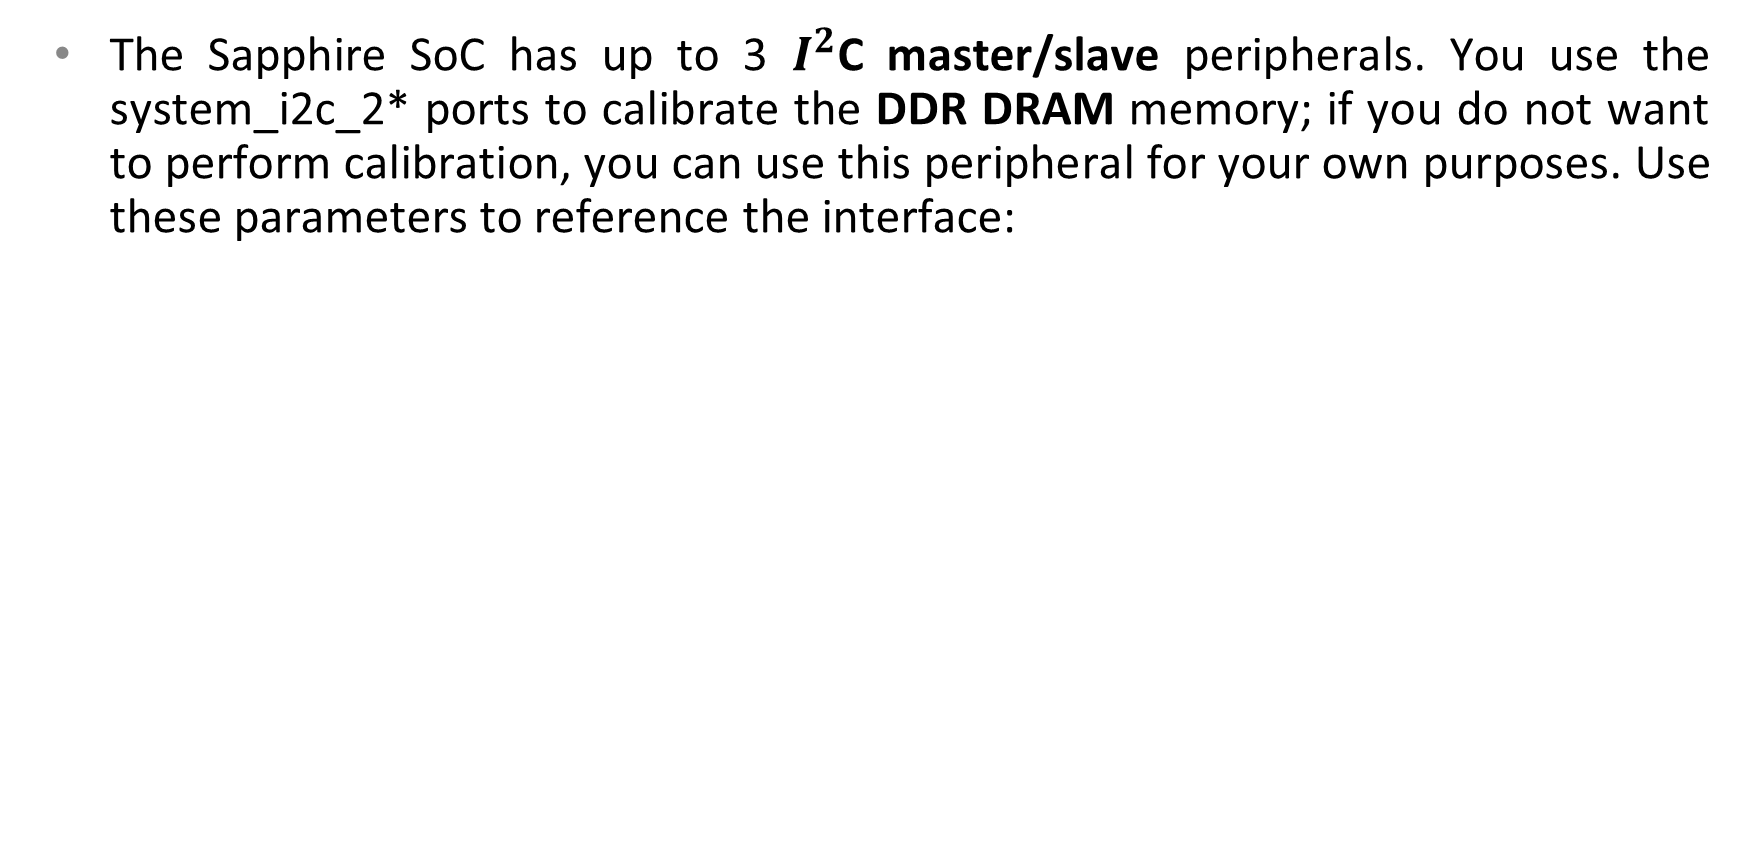 • The Sapphire SoC has up to 3 I²C master/slave peripherals. You use the
system_i2c_2* ports to calibrate the DDR DRAM memory; if you do not want
to perform calibration, you can use this peripheral for your own purposes. Use
these parameters to reference the interface: